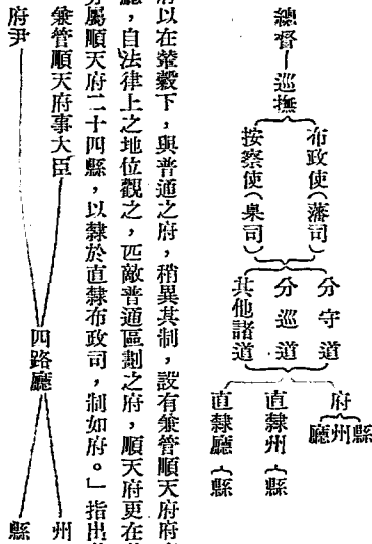 總督—巡撫
布政使(藩司)
按察使(臬司)
分守道
分巡道
其他諸道
府
縣
州
廳
直隸州
縣
直隸廳
縣
府以在輦轂下，與普通之府，稍異其制，設有兼管順天府府
廳，自法律上之地位觀之，匹敵普通區劃之府，順天府更在
屬順天府二十四縣，以隸於直隸布政司，制如府。」指出
兼管順天府事大臣
府尹
四路廳
州
縣